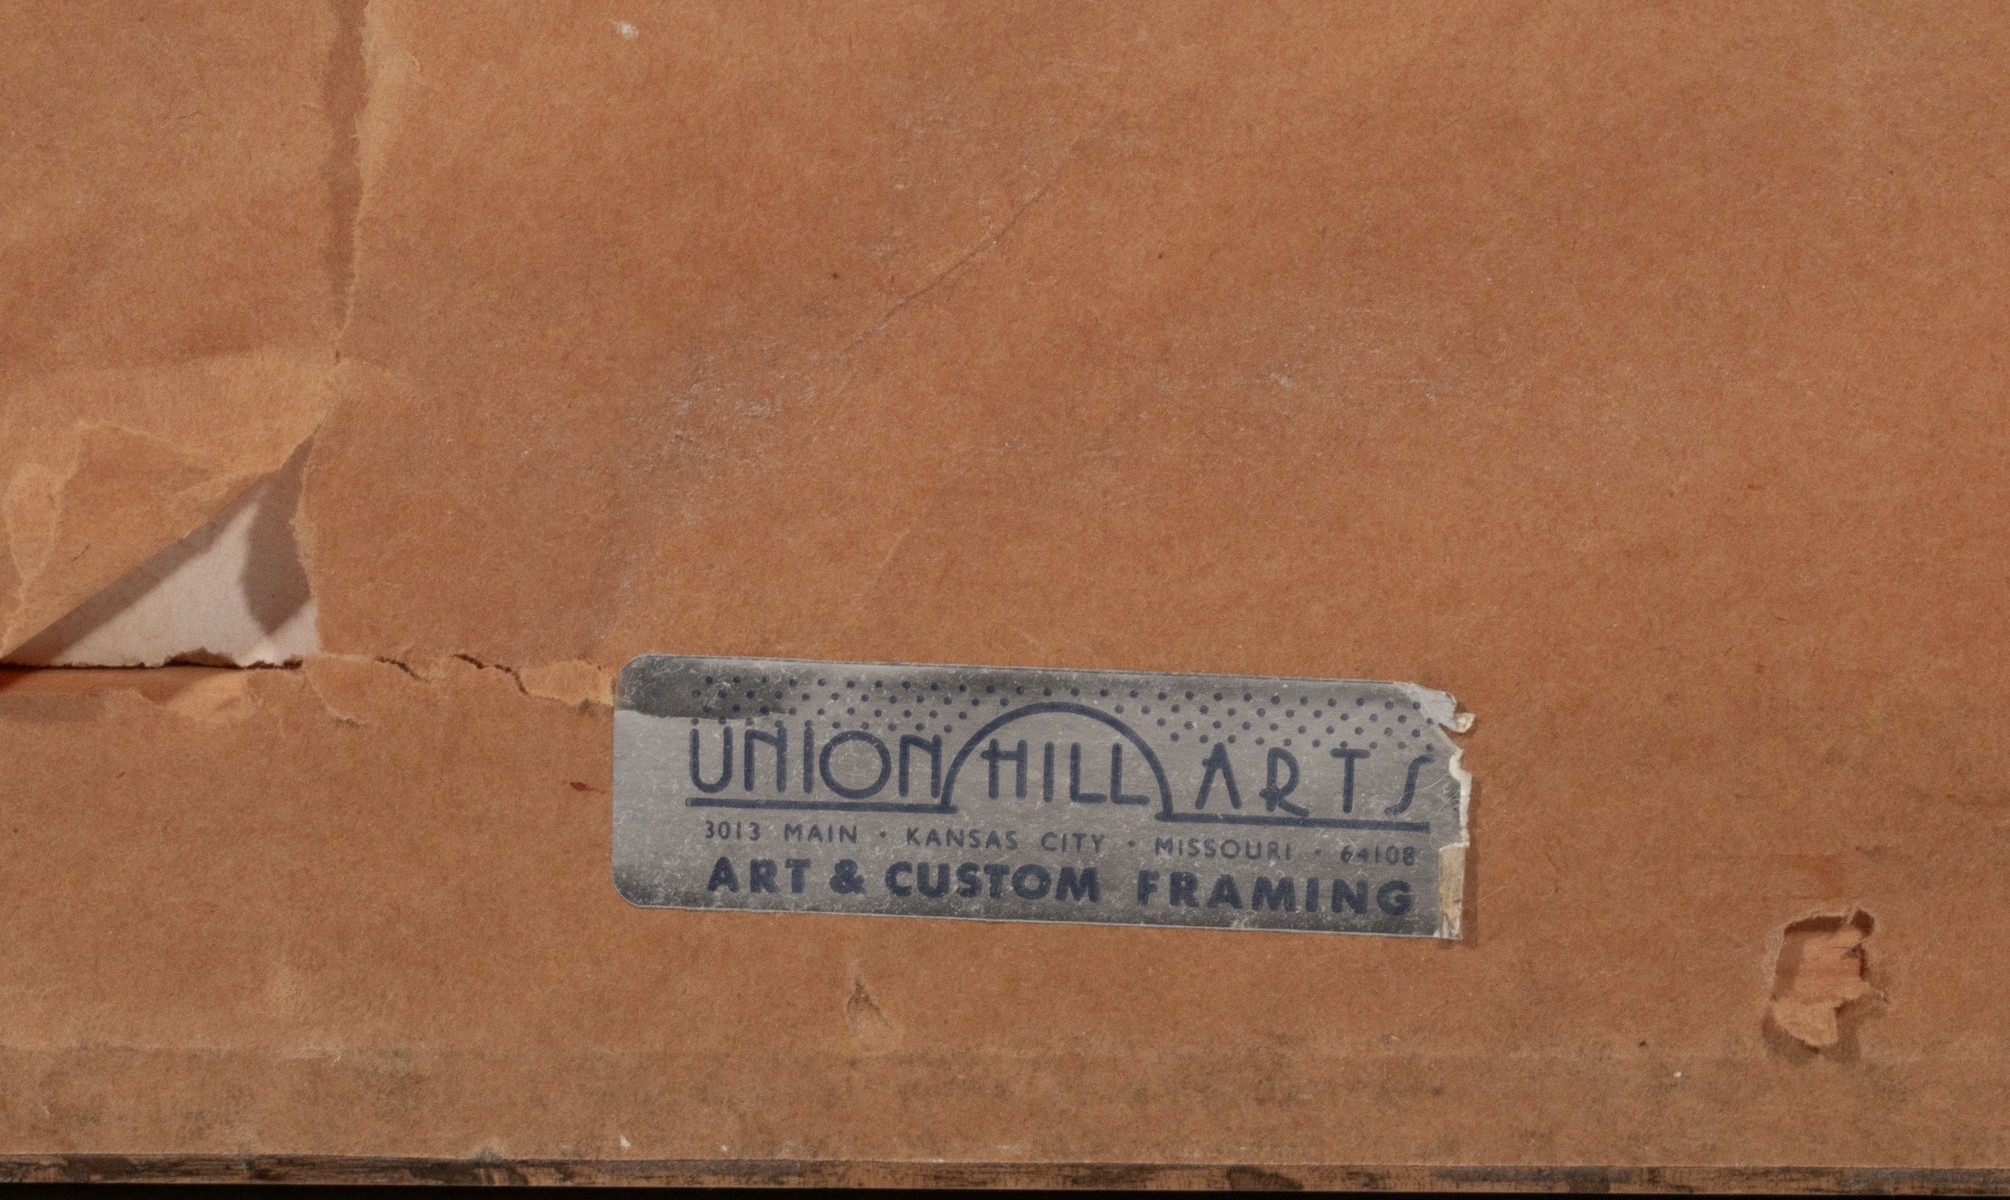 UNION HILL ARTS
3013 MAIN • KANSAS CITY • MISSOURI • 64108
ART & CUSTOM FRAMING